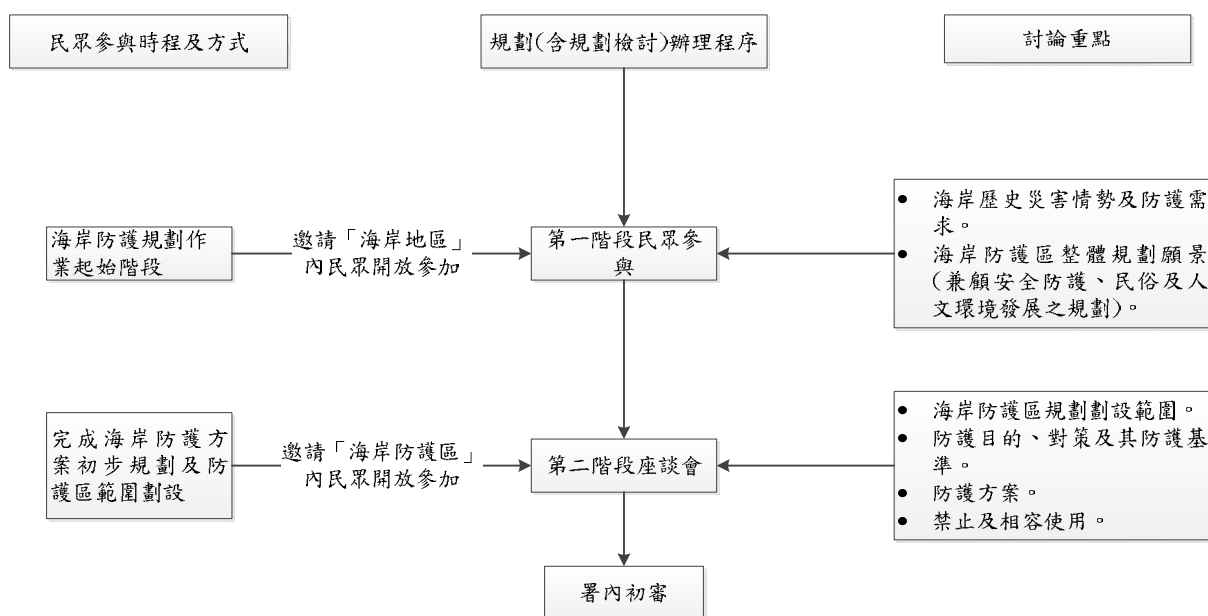 民眾參與時程及方式
規劃(含規劃檢討)辦理程序
討論重點
海岸防護規劃作
業起始階段
邀請「海岸地區」
內民眾開放參加
第一階段民眾參
與
● 海岸歷史災害情勢及防護需
求。
● 海岸防護區整體規劃願景
(兼顧安全防護、民俗及人
文環境發展之規劃)。
完成海岸防護方
案初步規劃及防
護區範圍劃設
邀請「海岸防護區」
內民眾開放參加
第二階段座談會
● 海岸防護區規劃劃設範圍。
● 防護目的、對策及其防護基
準。
● 防護方案。
● 禁止及相容使用。
署內初審